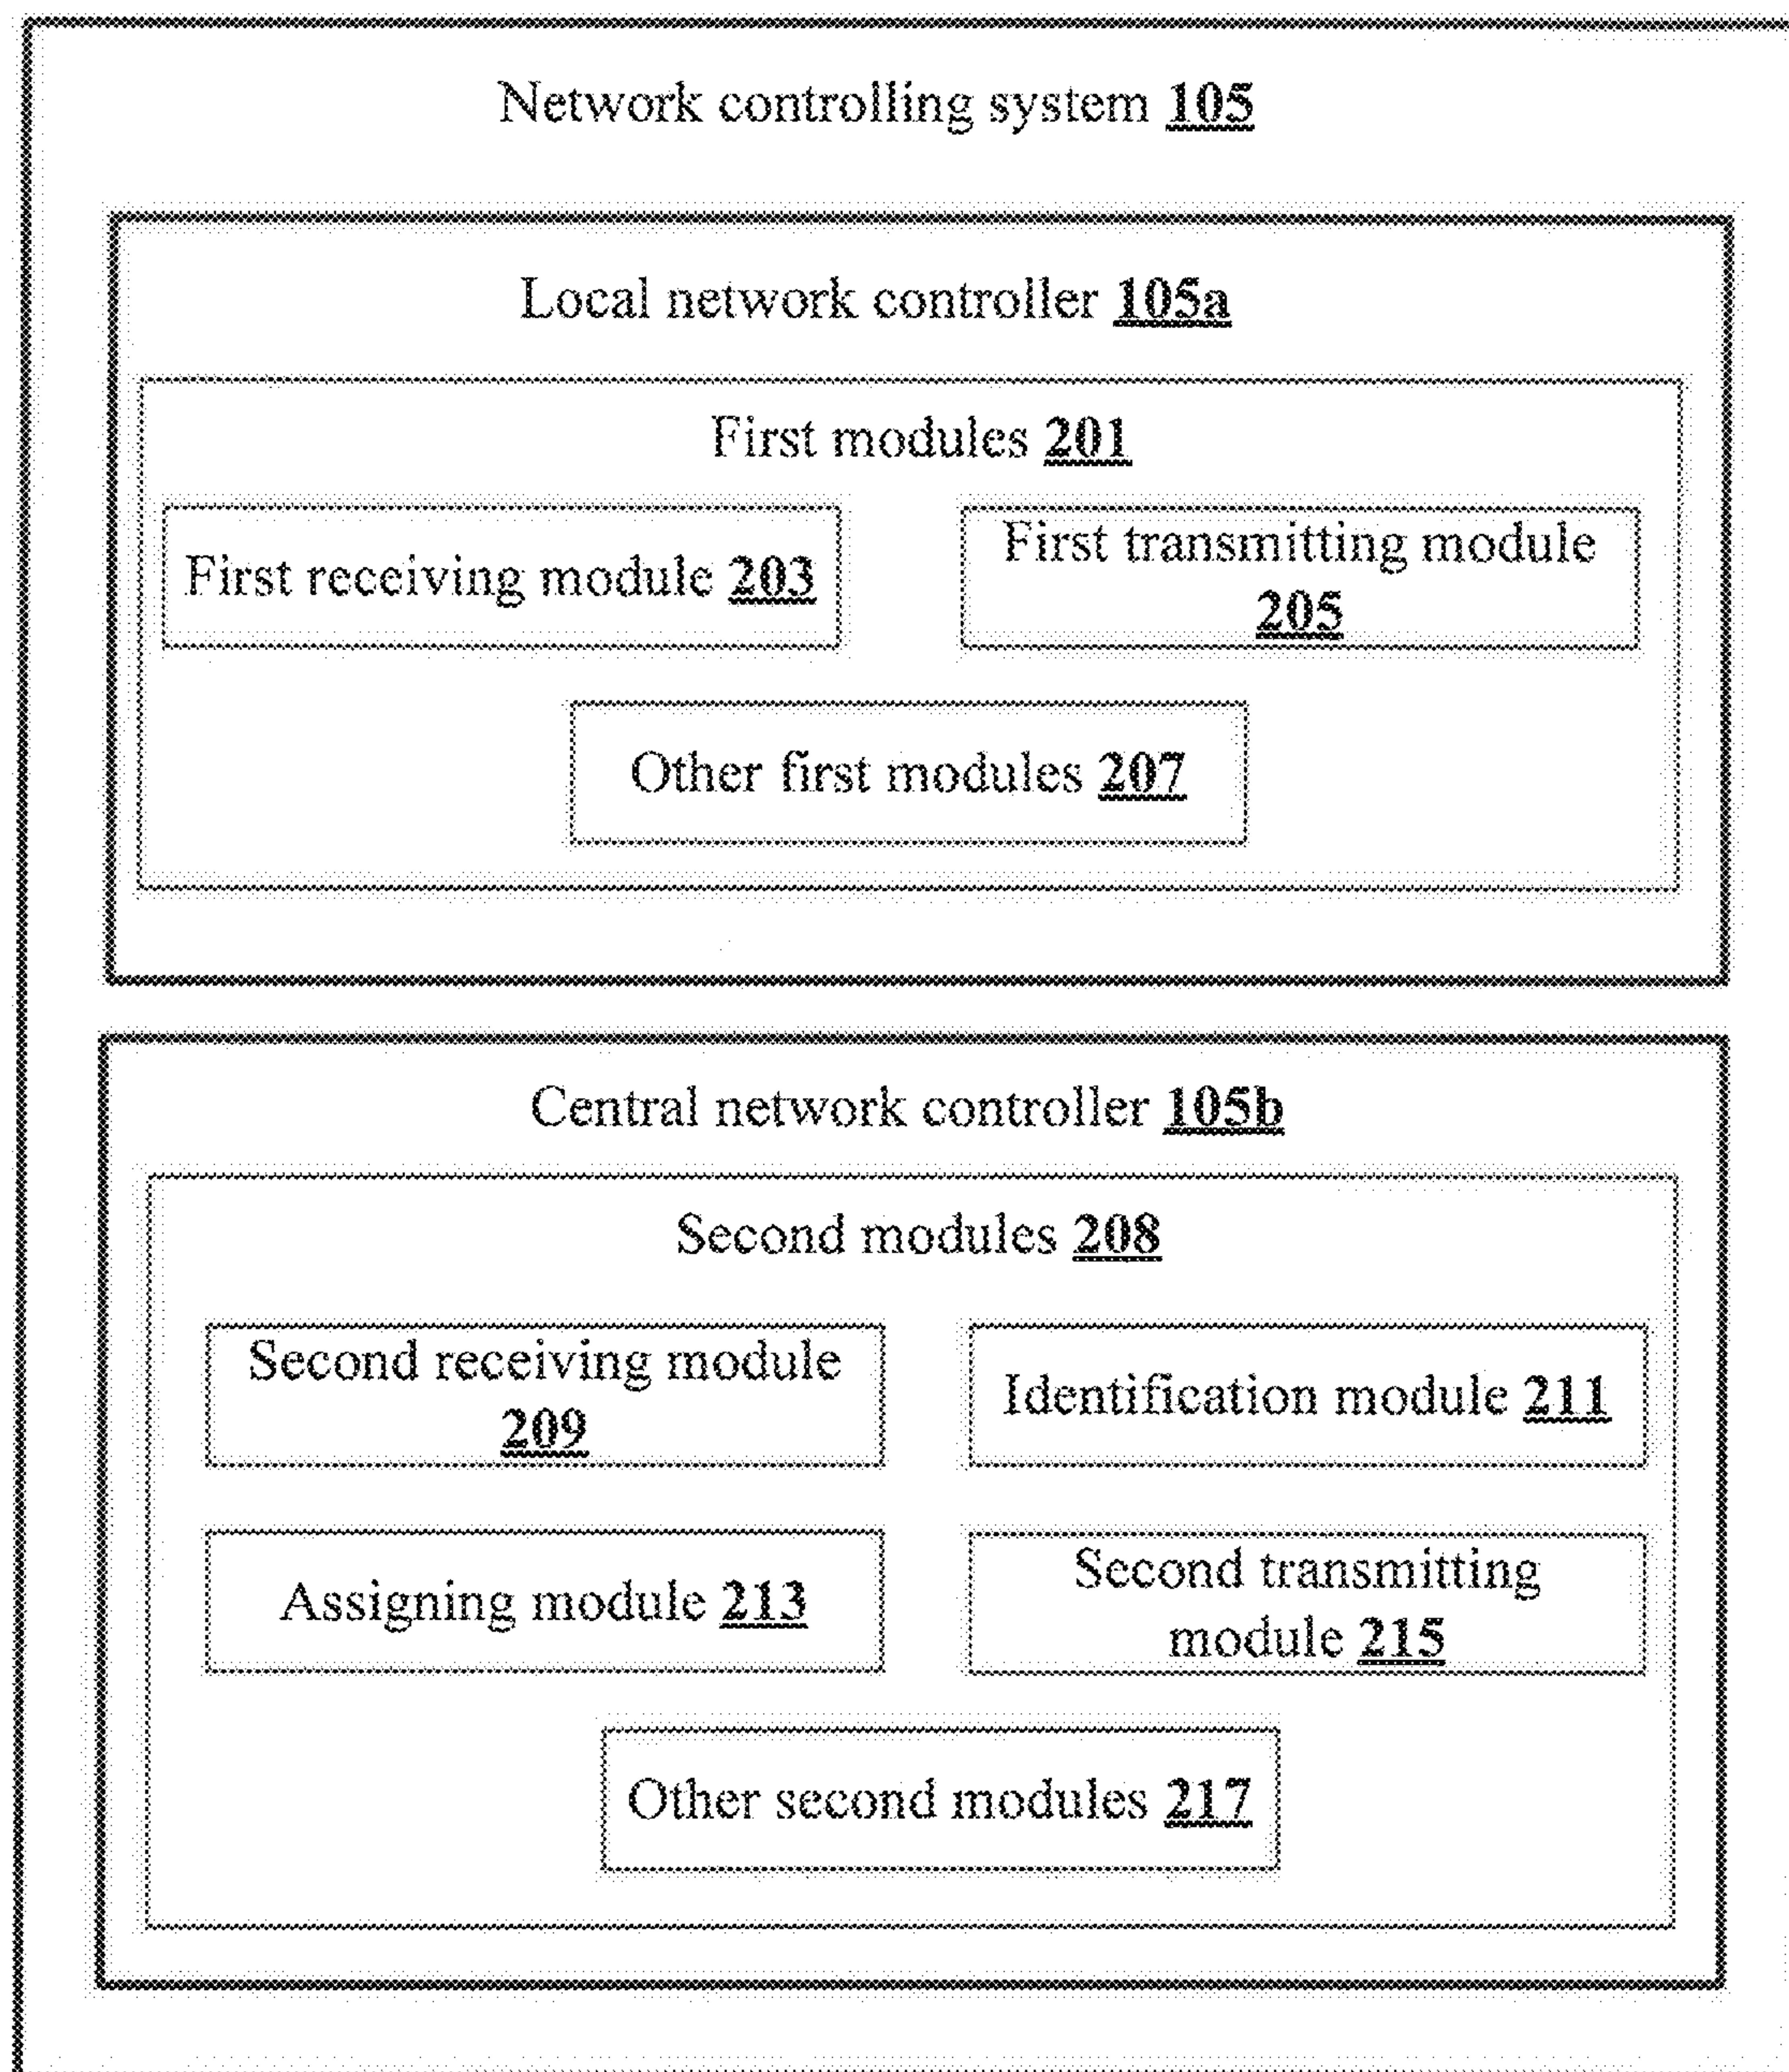 Network controlling system 105
Local network controller 105a
First modules 201
First receiving module 203
First transmitting module
205
Other first modules 207
Central network controller 105b
Second modules 208
Second receiving module
209
Identification module 211
Assigning module 213
Second transmitting
module 215
Other second modules 217